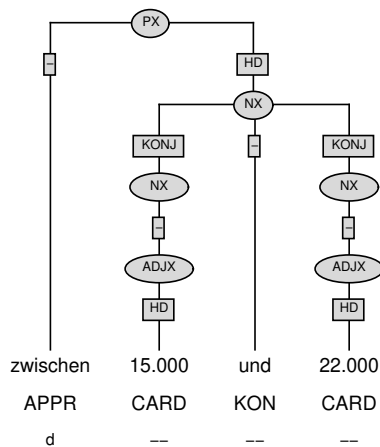 PX
– HD
NX
KONJ – KONJ
NX NX
– –
ADJX ADJX
HD HD
zwischen 15.000 und 22.000
APPR CARD KON CARD
d –– –– ––